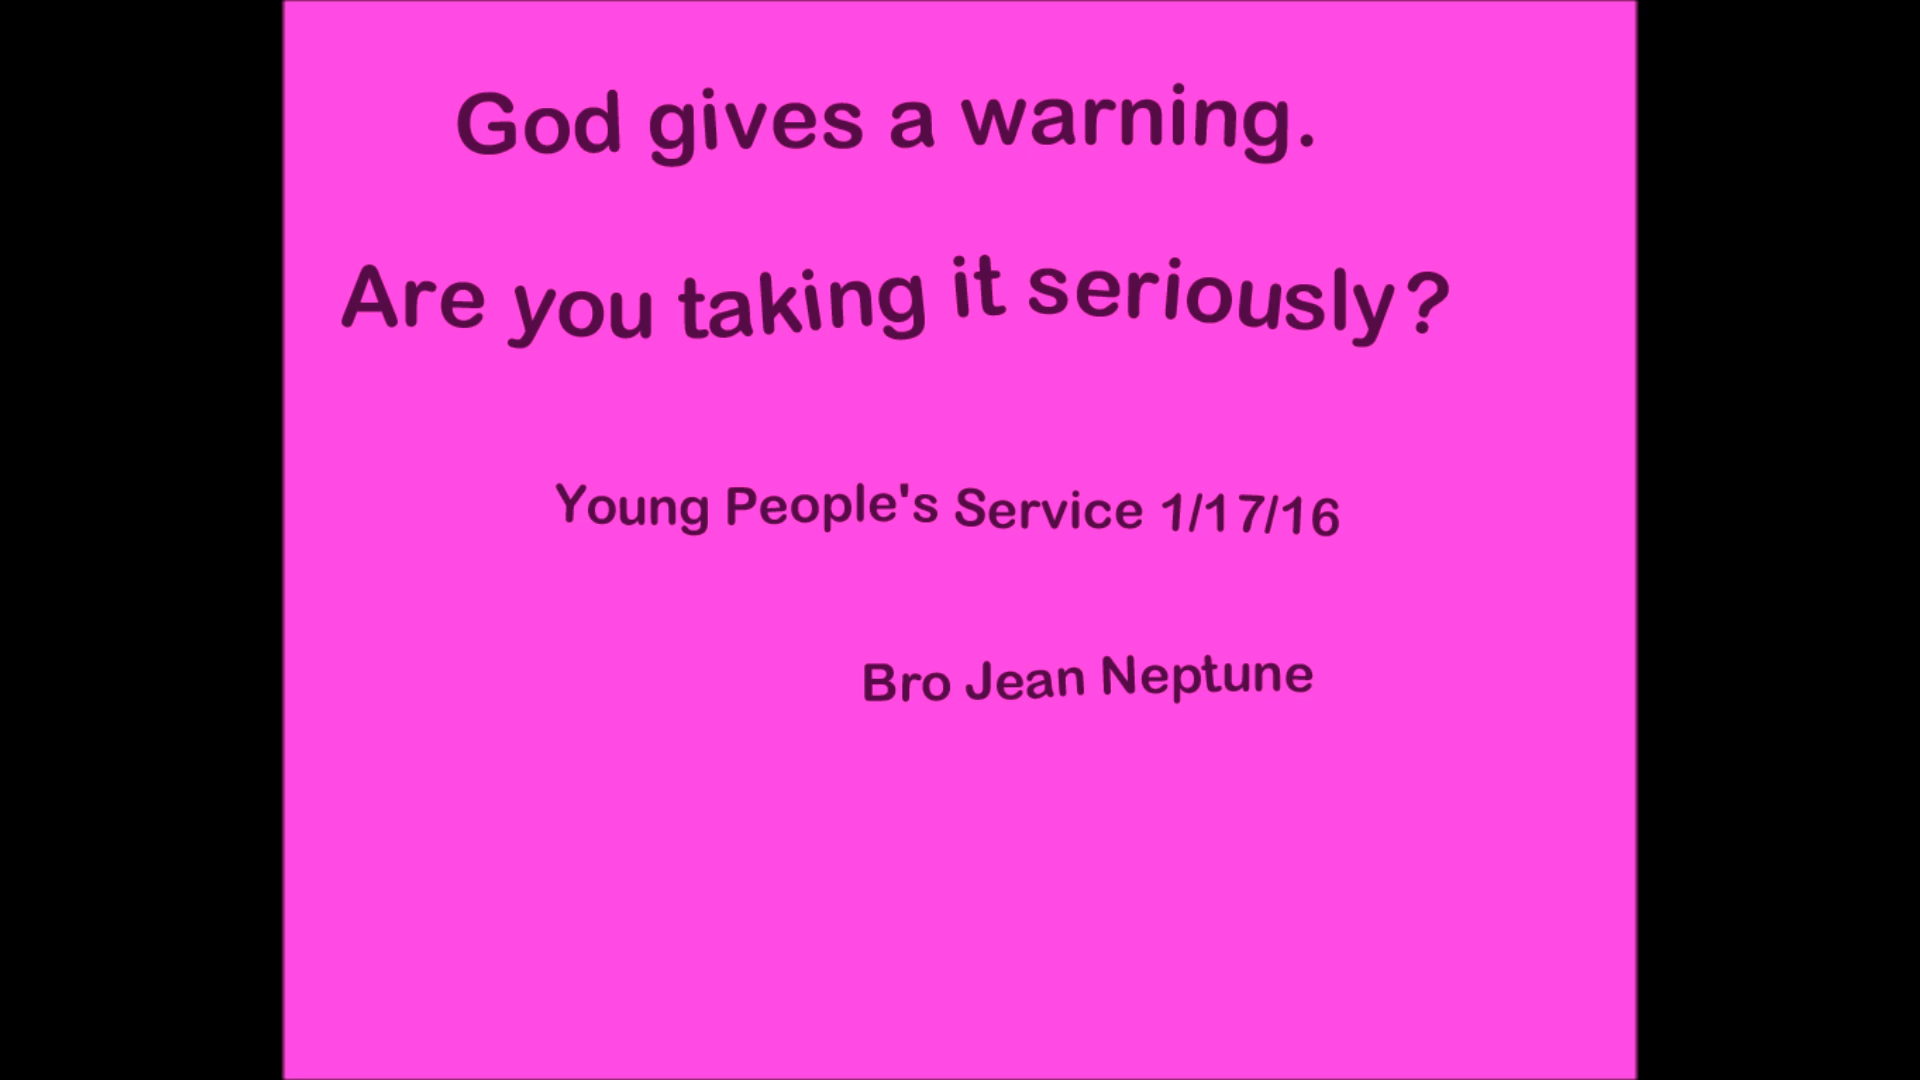 God gives a warning.
Are you taking it seriously?
Young People's Service 1/17/16
Bro Jean Neptune